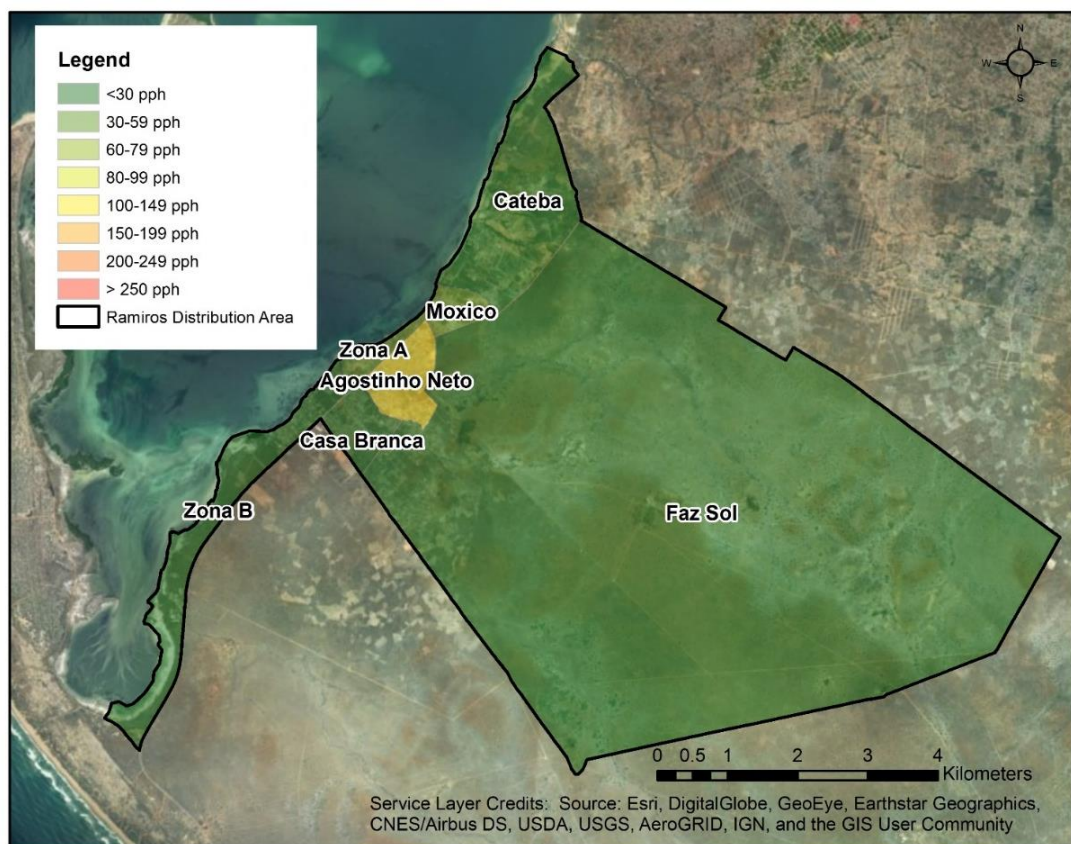 Legend
<30 pph
30-59 pph
60-79 pph
80-99 pph
100-149 pph
150-199 pph
200-249 pph
> 250 pph
Ramiros Distribution Area
N
W E
S
Cateba
Moxico
Zona A
Agostinho Neto
Casa Branca
Zona B
Faz Sol
0 0.5 1 2 3 4
Kilometers
Service Layer Credits: Source: Esri, DigitalGlobe, GeoEye, Earthstar Geographics,
CNES/Airbus DS, USDA, USGS, AeroGRID, IGN, and the GIS User Community